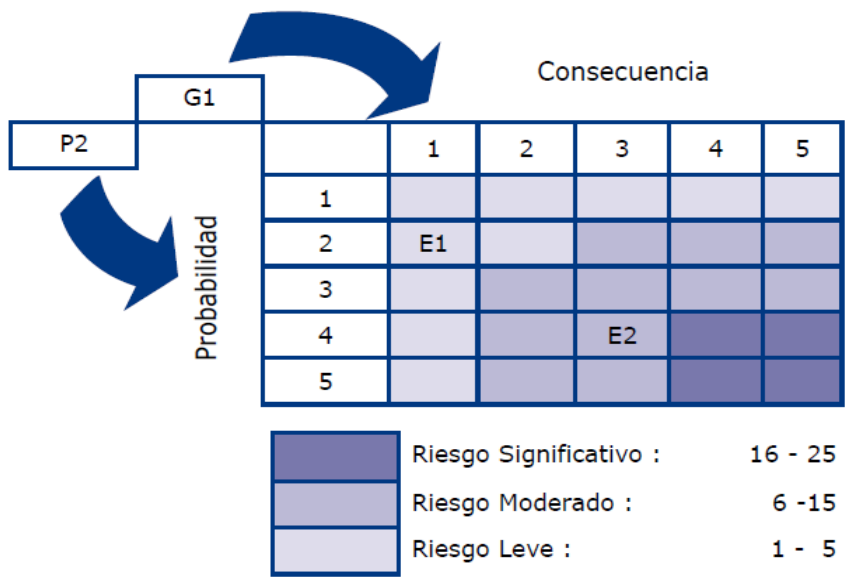 Consecuencia
G1
P2
1 2 3 4 5
Probabilidad
1
2 E1
3
4 E2
5
Riesgo Significativo : 16 - 25
Riesgo Moderado : 6 -15
Riesgo Leve : 1 - 5